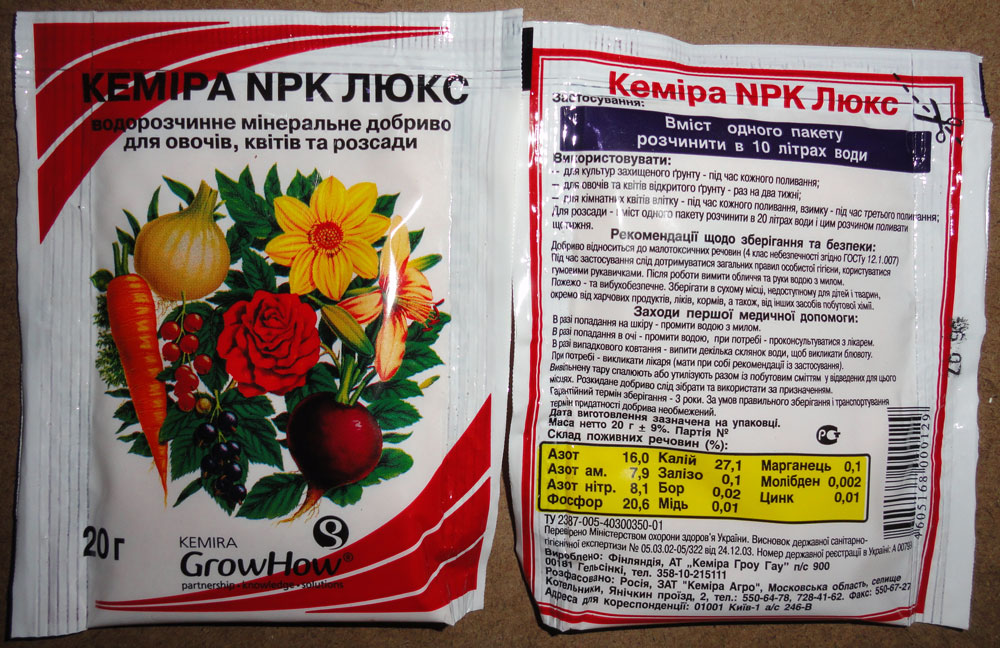 КЕМІРА NPK ЛЮКС
водорозчинне мінеральне добриво
для овочів, квітів та розсади
20 г
KEMIRA
GrowHow®
partnership · knowledge · solutions
Кеміра NPK Люкс
Застосування:
Вміст одного пакету
розчинити в 10 літрах води
Використовувати:
– для культур захищеного ґрунту - під час кожного поливання;
– для овочів та квітів відкритого ґрунту - раз на два тижні;
– для кімнатних квітів влітку - під час кожного поливання, взимку - під час третього поливання;
Для розсади - вміст одного пакету розчинити в 20 літрах води і цим розчином поливати
щотижня.
Рекомендації щодо зберігання та безпеки:
Добриво відноситься до малотоксичних речовин (4 клас небезпечності згідно ГОСТу 12.1.007)
Під час застосування слід дотримуватися загальних правил особистої гігієни, користуватися
гумовими рукавичками. Після роботи вимити обличчя та руки водою з милом.
Пожежо - та вибухобезпечне. Зберігати в сухому місці, недоступному для дітей і тварин,
окремо від харчових продуктів, ліків, кормів, а також, від інших засобів побутової хімії.
Заходи першої медичної допомоги:
В разі попадання на шкіру - промити водою з милом.
В разі попадання в очі - промити водою, при потребі - проконсультуватися з лікарем.
В разі випадкового ковтання - випити декілька склянок води, щоб викликати блювоту.
При потребі - викликати лікаря (мати при собі рекомендації із застосування).
Вивільнену тару спалюють або утилізують разом із побутовим сміттям у відведених для цього
місцях. Розкидане добриво слід зібрати та використати за призначенням.
Гарантійний термін зберігання - 3 роки. За умов правильного зберігання і транспортування
термін придатності добрива необмежений.
Дата виготовлення зазначена на упаковці.
Маса нетто 20 г ± 9%. Партія №
РС
Склад поживних речовин (%):
Азот 16,0 Калій 27,1 Марганець 0,1
Азот ам. 7,9 Залізо 0,1 Молібден 0,002
Азот нітр. 8,1 Бор 0,02 Цинк 0,01
Фосфор 20,6 Мідь 0,01
4605168000129
ТУ 2387-005-40300350-01
Перевірено Міністерством охорони здоров'я України. Висновок державної санітарно-
гігієнічної експертизи № 05.03.02-05/322 від 24.12.03. Номер державної реєстрації в Україні: А 00793
Вироблено: Фінляндія, АТ „Кеміра Гроу Гау" п/с 900
00181 Гельсінкі, тел. 358-10-215111
Розфасовано: Росія, ЗАТ "Кеміра Агро", Московська область, селище
Котельники, Янічкин проїзд, 2, тел.: 550-64-78, 728-41-62. Факс: 550-67-27
Адреса для кореспонденції: 01001 Київ-1 а/с 246-В